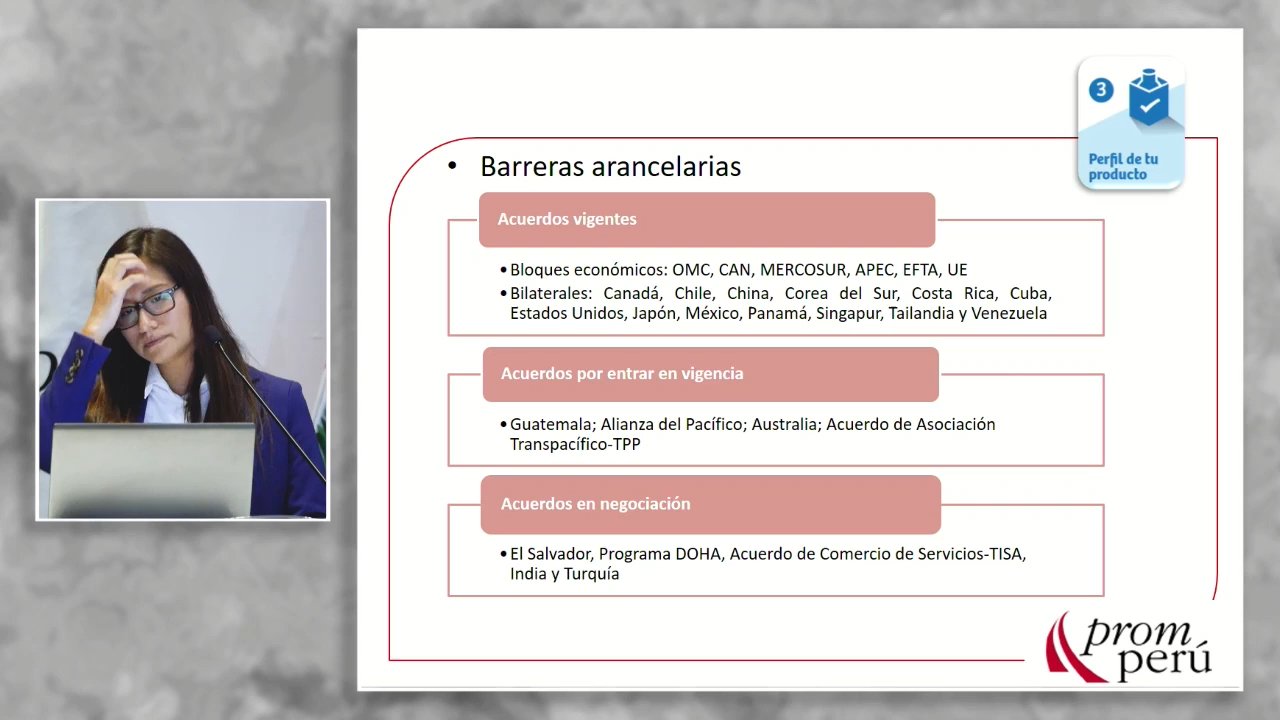 3
Perfil de tu
producto
• Barreras arancelarias
Acuerdos vigentes
•Bloques económicos: OMC, CAN, MERCOSUR, APEC, EFTA, UE
•Bilaterales: Canadá, Chile, China, Corea del Sur, Costa Rica, Cuba,
Estados Unidos, Japón, México, Panamá, Singapur, Tailandia y Venezuela
Acuerdos por entrar en vigencia
•Guatemala; Alianza del Pacífico; Australia; Acuerdo de Asociación
Transpacífico-TPP
Acuerdos en negociación
•El Salvador, Programa DOHA, Acuerdo de Comercio de Servicios-TISA,
India y Turquía
prom
perú